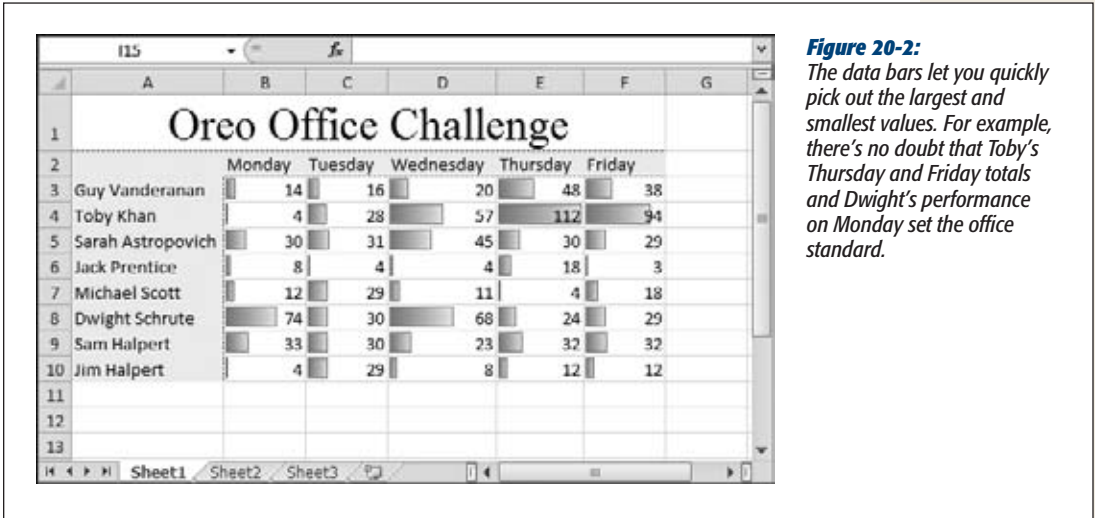 I15
fx
A B C D E F G
1 Oreo Office Challenge
2 Monday Tuesday Wednesday Thursday Friday
3 Guy Vanderanan 14 16 20 48 38
4 Toby Khan 4 28 57 112 94
5 Sarah Astropovich 30 31 45 30 29
6 Jack Prentice 8 4 4 18 3
7 Michael Scott 12 29 11 4 18
8 Dwight Schrute 74 30 68 24 29
9 Sam Halpert 33 30 23 32 32
10 Jim Halpert 4 29 8 12 12
11
12
13
Sheet1 Sheet2 Sheet3
Figure 20-2:
The data bars let you quickly
pick out the largest and
smallest values. For example,
there's no doubt that Toby's
Thursday and Friday totals
and Dwight's performance
on Monday set the office
standard.